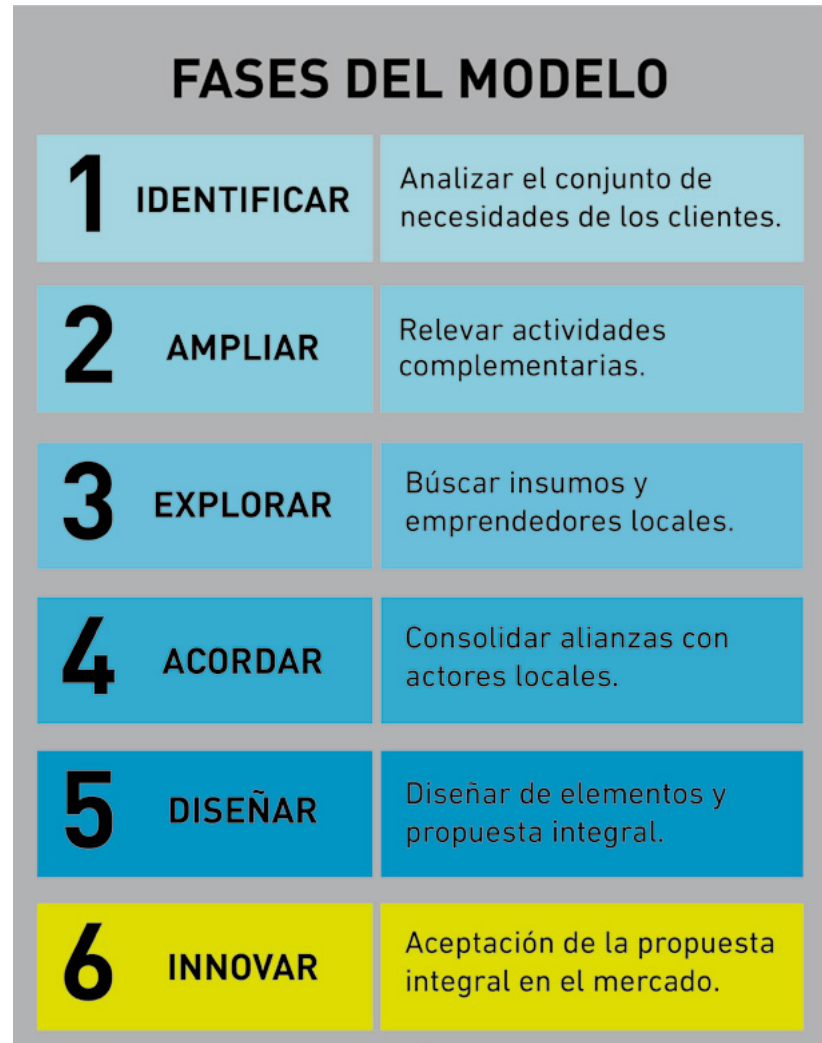 FASES DEL MODELO
1 IDENTIFICAR
Analizar el conjunto de
necesidades de los clientes.
2 AMPLIAR
Relevar actividades
complementarias.
3 EXPLORAR
Búscar insumos y
emprendedores locales.
4 ACORDAR
Consolidar alianzas con
actores locales.
5 DISEÑAR
Diseñar de elementos y
propuesta integral.
6 INNOVAR
Aceptación de la propuesta
integral en el mercado.